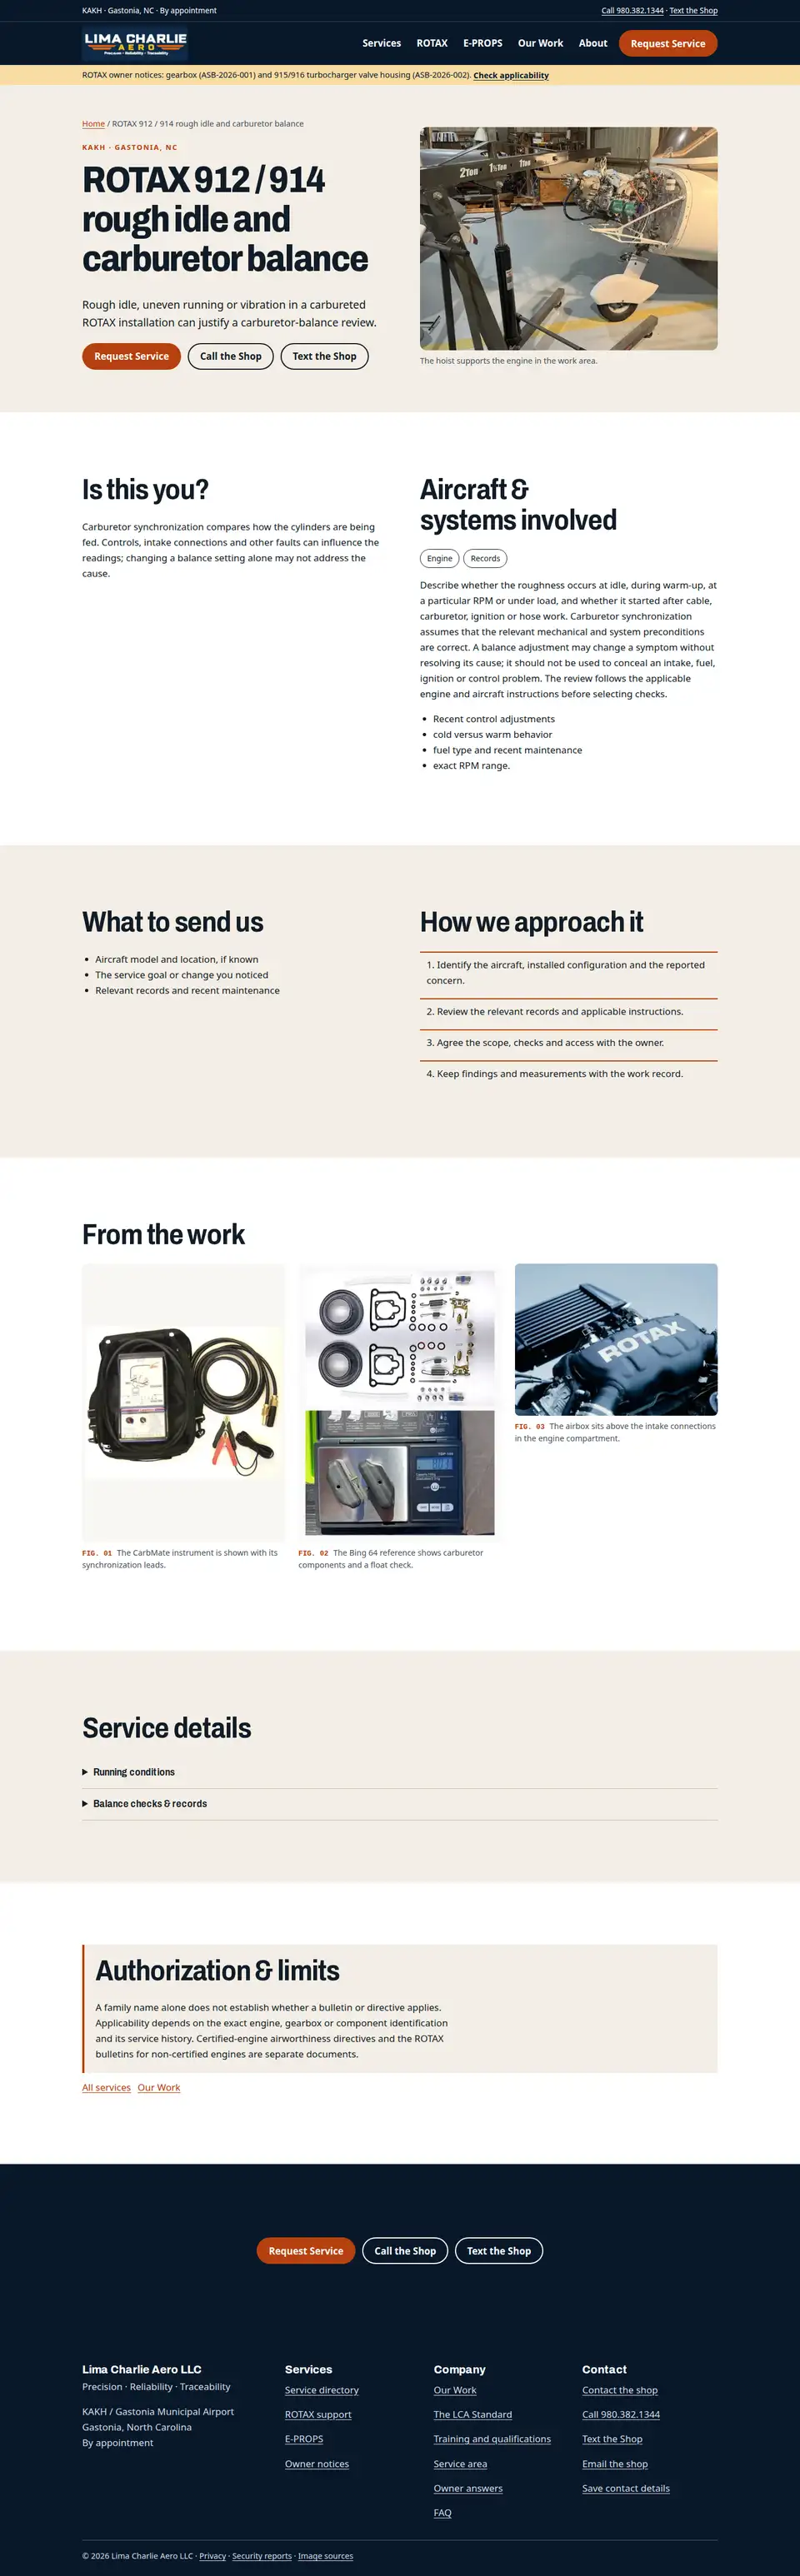 KAKH · Gastonia, NC · By appointment
Call 980.382.1344 · Text the Shop
LIMA CHARLIE
AERO
Precision · Reliability · Traceability
Services
ROTAX
E-PROPS
Our Work
About
Request Service
ROTAX owner notices: gearbox (ASB-2026-001) and 915/916 turbocharger valve housing (ASB-2026-002). Check applicability
Home / ROTAX 912 / 914 rough idle and carburetor balance
KAKH · GASTONIA, NC
ROTAX 912 / 914
rough idle and
carburetor balance
Rough idle, uneven running or vibration in a carbureted
ROTAX installation can justify a carburetor-balance review.
Request Service
Call the Shop
Text the Shop
2Ton
1½Ton
1Ton
The hoist supports the engine in the work area.
Is this you?
Carburetor synchronization compares how the cylinders are being
fed. Controls, intake connections and other faults can influence the
readings; changing a balance setting alone may not address the
cause.
Aircraft &
systems involved
Engine
Records
Describe whether the roughness occurs at idle, during warm-up, at
a particular RPM or under load, and whether it started after cable,
carburetor, ignition or hose work. Carburetor synchronization
assumes that the relevant mechanical and system preconditions
are correct. A balance adjustment may change a symptom without
resolving its cause; it should not be used to conceal an intake, fuel,
ignition or control problem. The review follows the applicable
engine and aircraft instructions before selecting checks.
• Recent control adjustments
• cold versus warm behavior
• fuel type and recent maintenance
• exact RPM range.
What to send us
• Aircraft model and location, if known
• The service goal or change you noticed
• Relevant records and recent maintenance
How we approach it
1. Identify the aircraft, installed configuration and the reported
concern.
2. Review the relevant records and applicable instructions.
3. Agree the scope, checks and access with the owner.
4. Keep findings and measurements with the work record.
From the work
ROTAX
FIG. 01 The CarbMate instrument is shown with its
synchronization leads.
FIG. 02 The Bing 64 reference shows carburetor
components and a float check.
FIG. 03 The airbox sits above the intake connections
in the engine compartment.
Service details
Running conditions
Balance checks & records
Authorization & limits
A family name alone does not establish whether a bulletin or directive applies.
Applicability depends on the exact engine, gearbox or component identification
and its service history. Certified-engine airworthiness directives and the ROTAX
bulletins for non-certified engines are separate documents.
All services
Our Work
Request Service
Call the Shop
Text the Shop
Lima Charlie Aero LLC
Precision · Reliability · Traceability
KAKH / Gastonia Municipal Airport
Gastonia, North Carolina
By appointment
Services
Service directory
ROTAX support
E-PROPS
Owner notices
Company
Our Work
The LCA Standard
Training and qualifications
Service area
Owner answers
FAQ
Contact
Contact the shop
Call 980.382.1344
Text the Shop
Email the shop
Save contact details
© 2026 Lima Charlie Aero LLC · Privacy · Security reports · Image sources